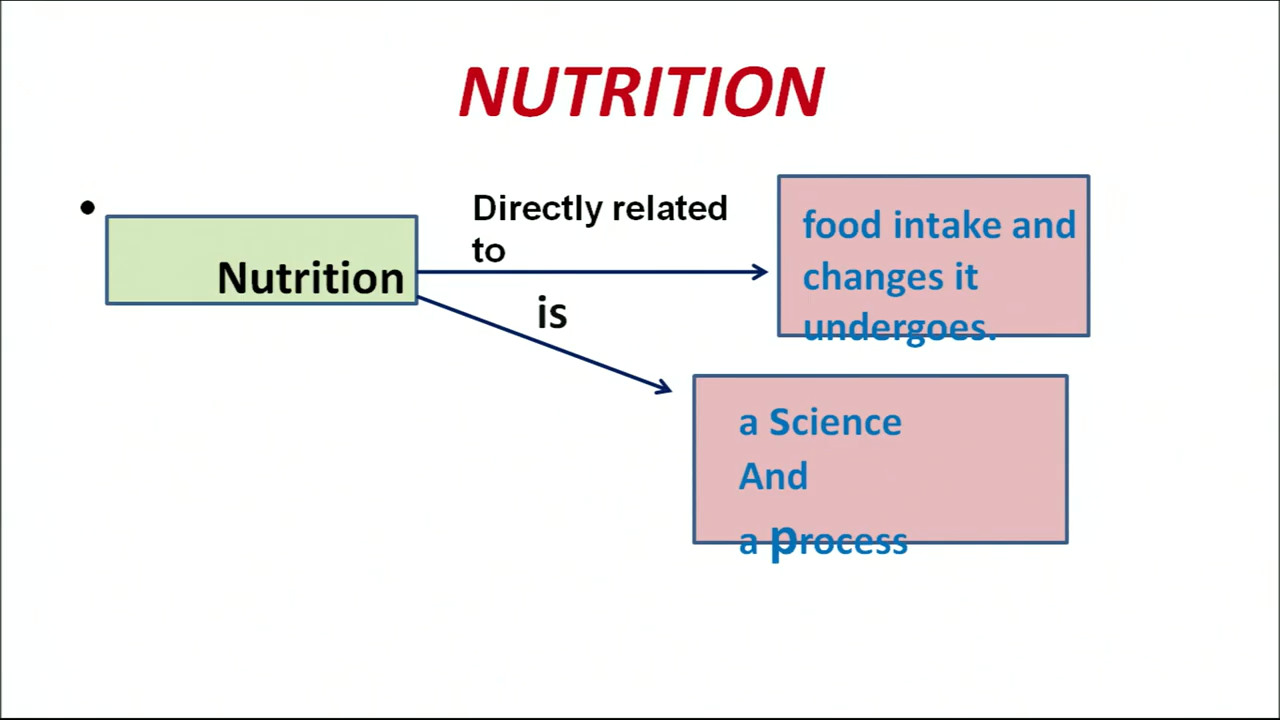 NUTRITION
Directly related
to
Nutrition
is
food intake and
changes it
undergoes.
a Science
And
a process